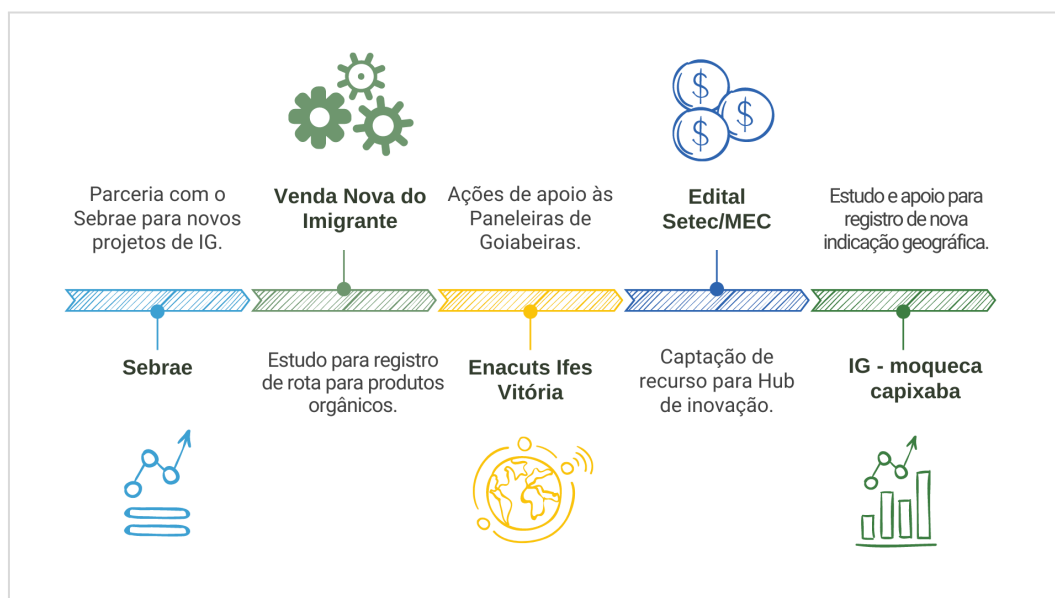 Parceria com o
Sebrae para novos
projetos de IG.
Sebrae
Venda Nova do
Imigrante
Estudo para registro
de rota para produtos
orgânicos.
Ações de apoio às
Paneleiras de
Goiabeiras.
Enacuts Ifes
Vitória
Edital
Setec/MEC
Captação de
recurso para Hub
de inovação.
Estudo e apoio para
registro de nova
indicação geográfica.
IG - moqueca
capixaba
$
$
$